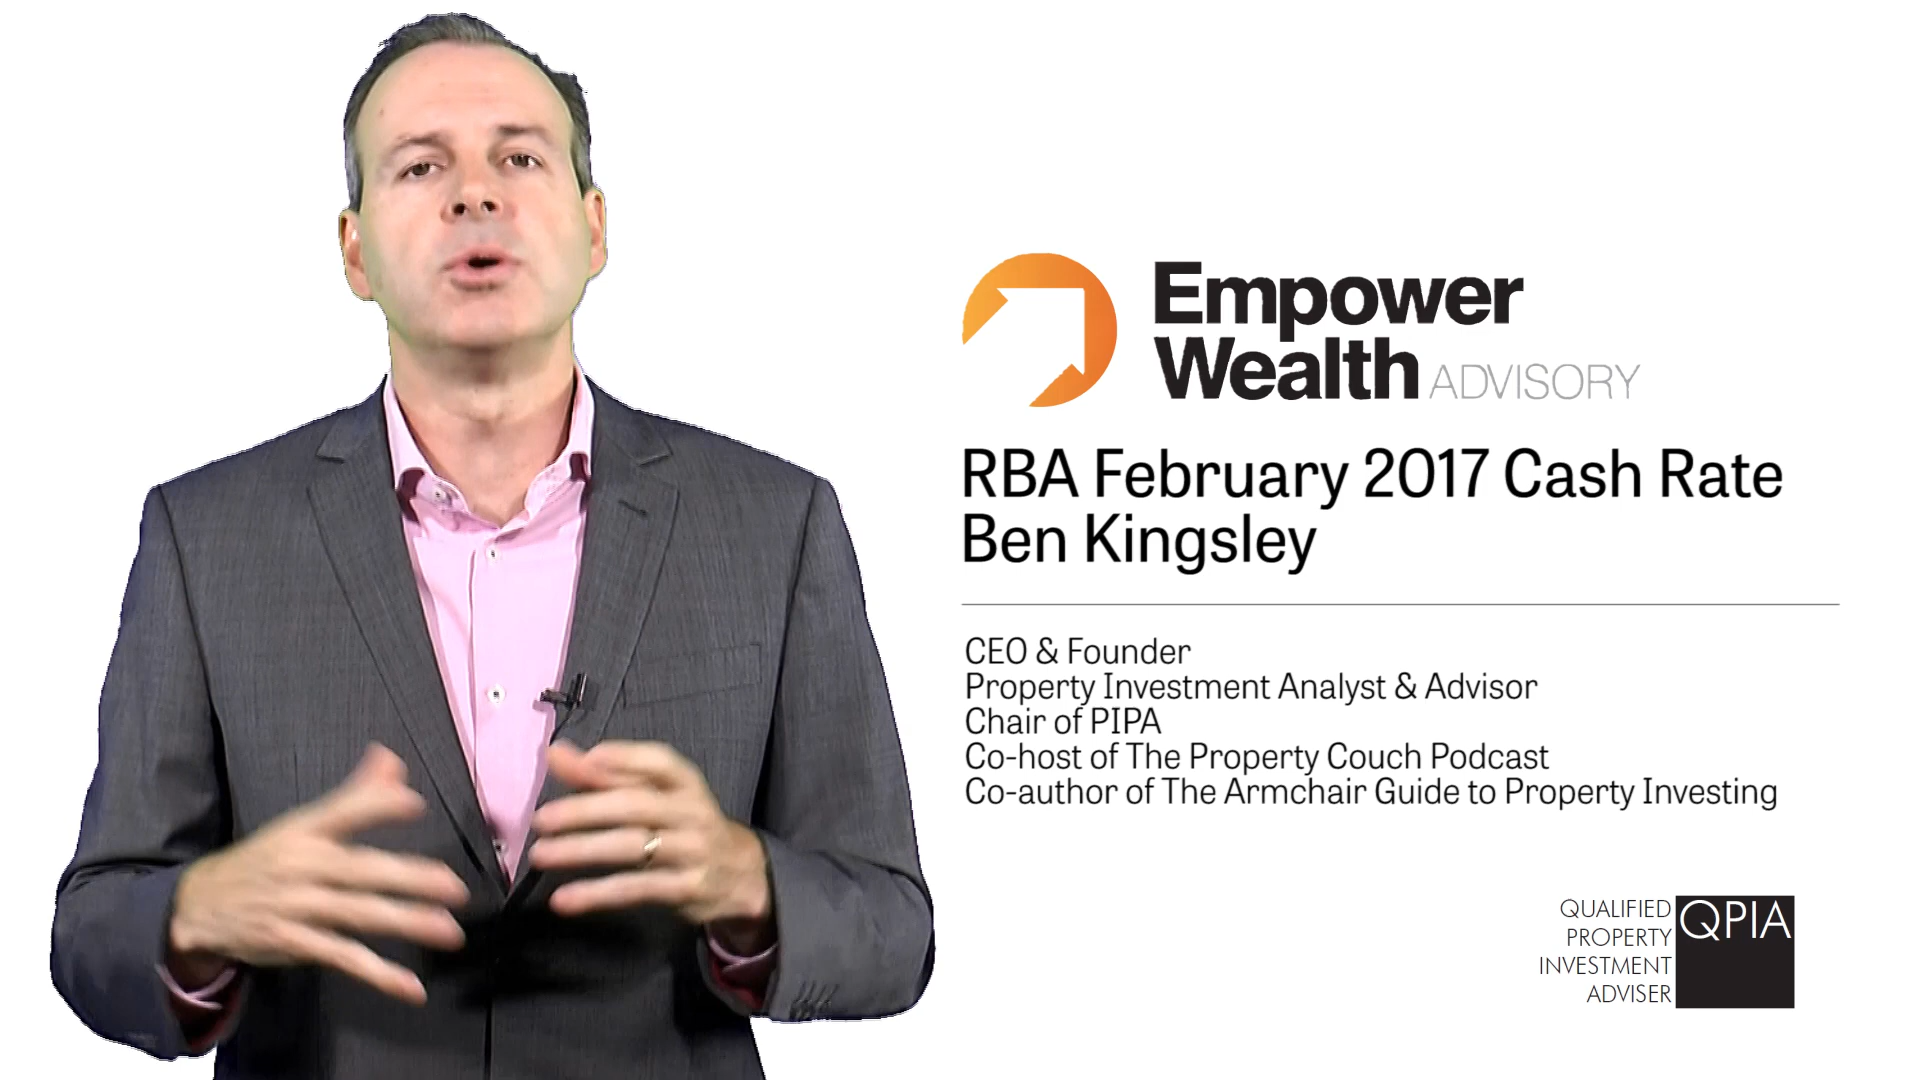 Empower
Wealth ADVISORY
RBA February 2017 Cash Rate
Ben Kingsley
CEO & Founder
Property Investment Analyst & Advisor
Chair of PIPA
Co-host of The Property Couch Podcast
Co-author of The Armchair Guide to Property Investing
QUALIFIED
PROPERTY
INVESTMENT
ADVISER
QPIA